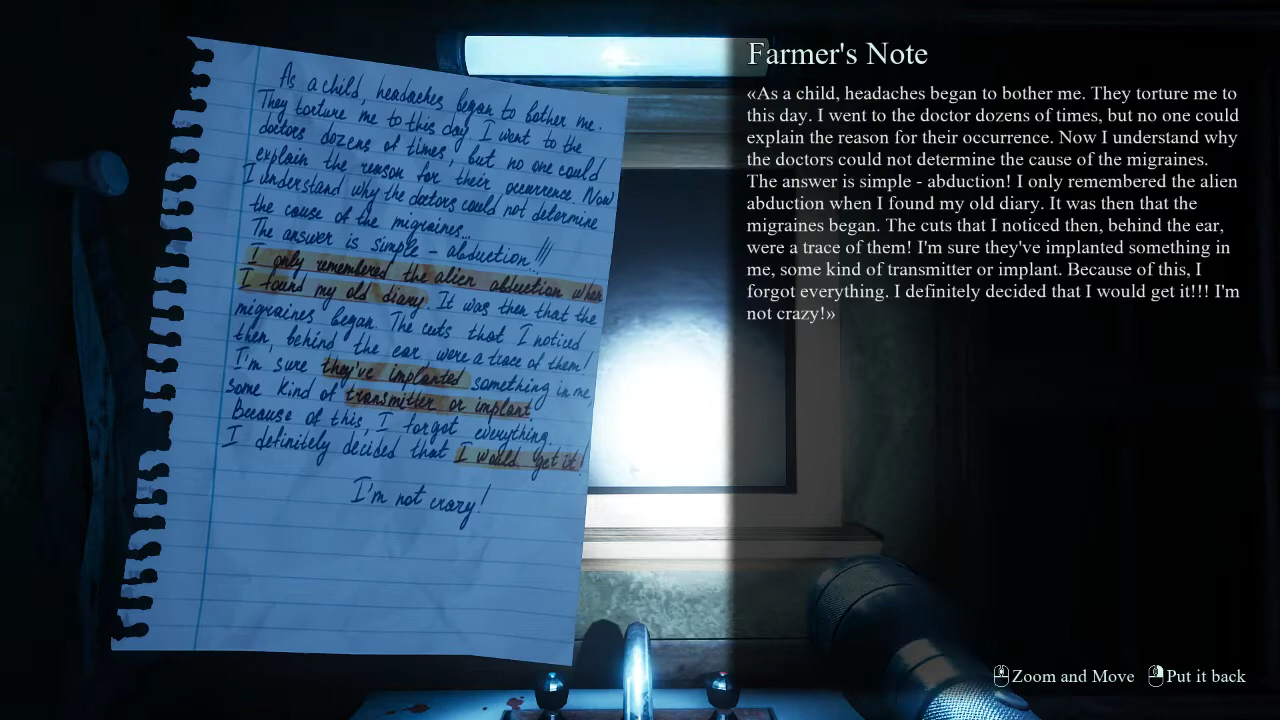 As a child, headaches began to bother me.
They torture me to this day. I went to the
doctors dozens of times, but no one could
explain the reason for their occurrence. Now
I understand why the doctors could not determine
the cause of the migraines...
The answer is simple - abduction...!!!
I only remembered the alien abduction when
I found my old diary. It was then that the
migraines began. The cuts that I noticed
then, behind the ear, were a trace of them!
I'm sure they've implanted something in me,
some kind of transmitter or implant.
Because of this, I forgot everything.
I definitely decided that I would get it!
I'm not crazy!
Farmer's Note
«As a child, headaches began to bother me. They torture me to
this day. I went to the doctor dozens of times, but no one could
explain the reason for their occurrence. Now I understand why
the doctors could not determine the cause of the migraines.
The answer is simple - abduction! I only remembered the alien
abduction when I found my old diary. It was then that the
migraines began. The cuts that I noticed then, behind the ear,
were a trace of them! I'm sure they've implanted something in
me, some kind of transmitter or implant. Because of this, I
forgot everything. I definitely decided that I would get it!!! I'm
not crazy!»
Zoom and Move
Put it back